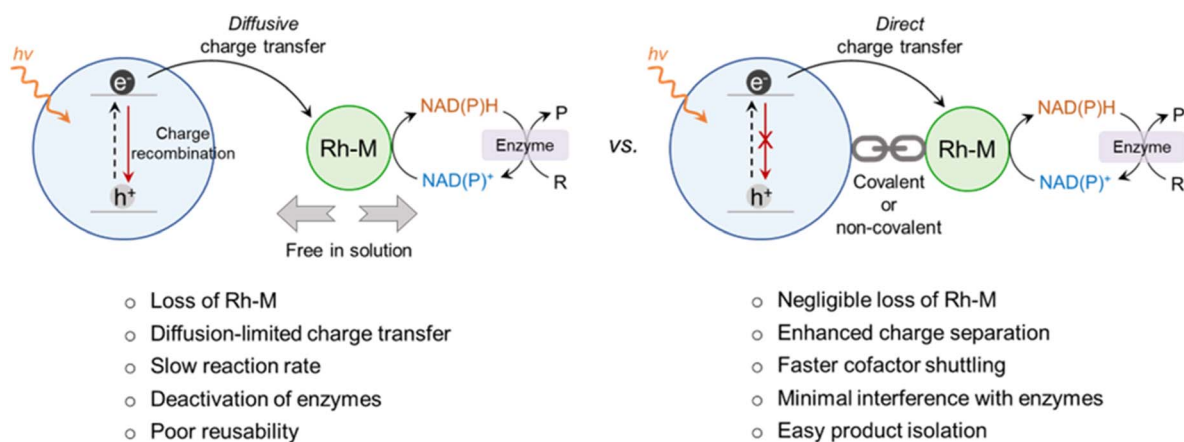 Diffusive
charge transfer
hv
e⁻
Charge
recombination
h⁺
Rh-M
NAD(P)H
NAD(P)⁺
P
Enzyme
R
Free in solution
○ Loss of Rh-M
○ Diffusion-limited charge transfer
○ Slow reaction rate
○ Deactivation of enzymes
○ Poor reusability
vs.
Direct
charge transfer
hv
e⁻
h⁺
Covalent
or
non-covalent
Rh-M
NAD(P)H
NAD(P)⁺
P
Enzyme
R
○ Negligible loss of Rh-M
○ Enhanced charge separation
○ Faster cofactor shuttling
○ Minimal interference with enzymes
○ Easy product isolation